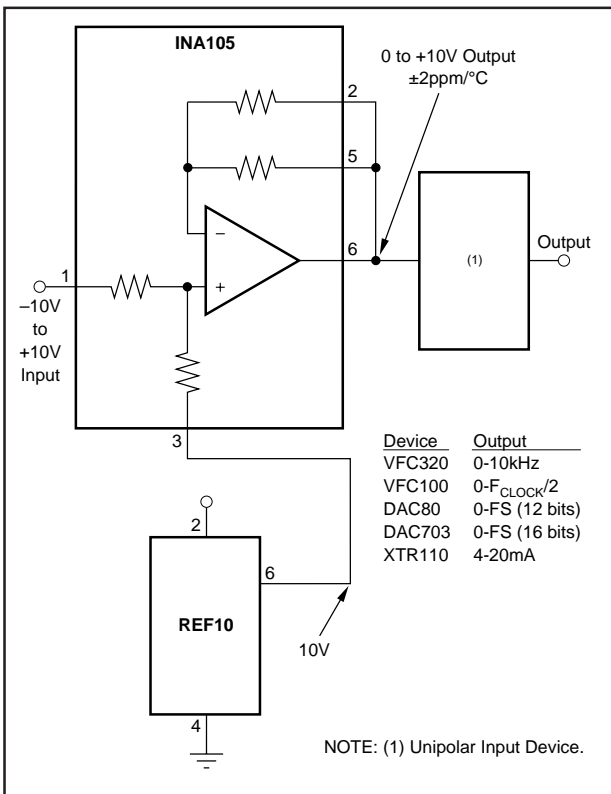 INA105
0 to +10V Output
±2ppm/°C
2
5
6
1
–10V
to
+10V
Input
–
+
(1)
Output
3
Device Output
VFC320 0-10kHz
VFC100 0-FCLOCK/2
DAC80 0-FS (12 bits)
DAC703 0-FS (16 bits)
XTR110 4-20mA
2
6
REF10
10V
4
NOTE: (1) Unipolar Input Device.